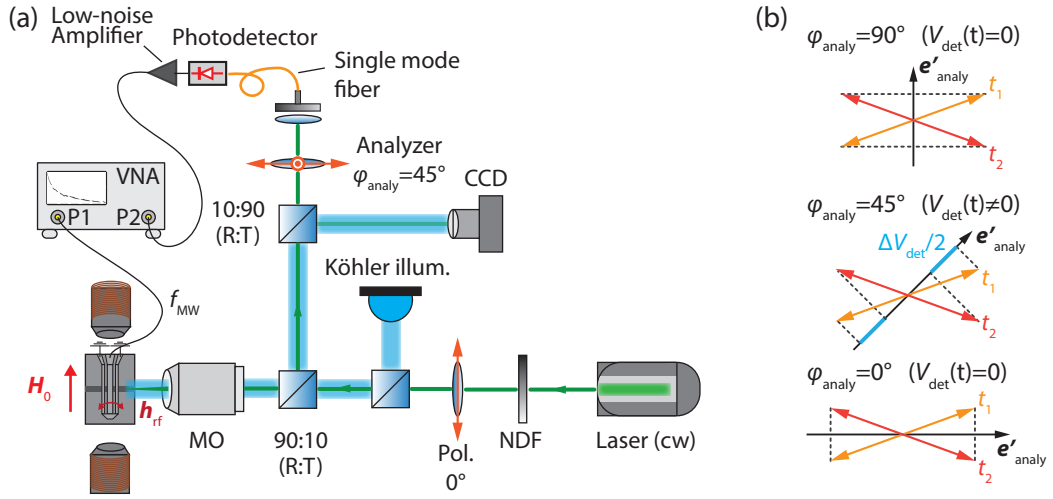 (a)
Low-noise
Amplifier
Photodetector
Single mode
fiber
Analyzer
φanaly=45°
CCD
VNA
P1 P2
10:90
(R:T)
Köhler illum.
fMW
H0
hrf
MO
90:10
(R:T)
Pol.
0°
NDF
Laser (cw)
(b)
φanaly=90° (Vdet(t)=0)
e′analy
t1
t2
φanaly=45° (Vdet(t)≠0)
ΔVdet/2
e′analy
t1
t2
φanaly=0° (Vdet(t)=0)
t1
e′analy
t2